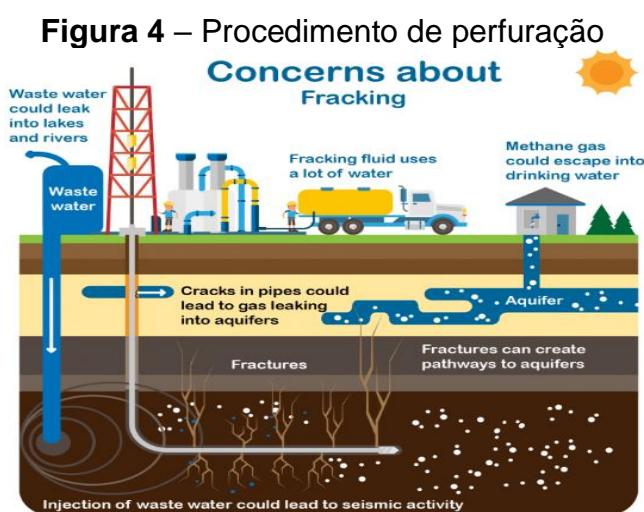 Figura 4 – Procedimento de perfuração
Concerns about
Fracking
Waste water
could leak
into lakes
and rivers
Waste
water
Fracking fluid uses
a lot of water
Methane gas
could escape into
drinking water
Cracks in pipes could
lead to gas leaking
into aquifers
Aquifer
Fractures
Fractures can create
pathways to aquifers
Injection of waste water could lead to seismic activity